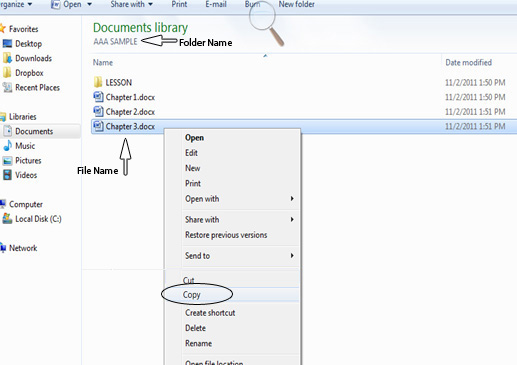 rganize Open Share with Print E-mail Burn New folder
Favorites
Desktop
Downloads
Dropbox
Recent Places
Libraries
Documents
Music
Pictures
Videos
Computer
Local Disk (C:)
Network
Documents library
AAA SAMPLE Folder Name
Name Date modified
LESSON 11/2/2011 1:50 PM
Chapter 1.docx 11/2/2011 1:50 PM
Chapter 2.docx 11/2/2011 1:51 PM
Chapter 3.docx 11/2/2011 1:51 PM
File Name
Open
Edit
New
Print
Open with
Share with
Restore previous versions
Send to
Cut
Copy
Create shortcut
Delete
Rename
Open file location